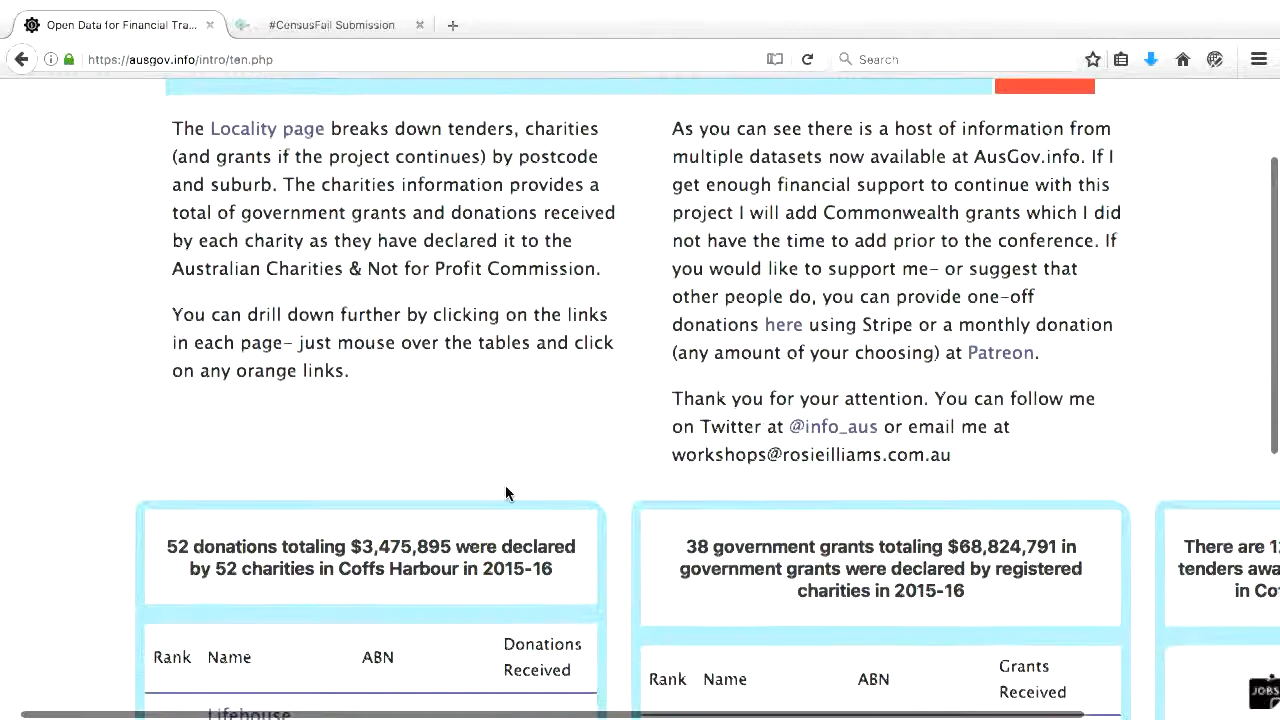 Open Data for Financial Tra...
#CensusFail Submission
https://ausgov.info/intro/ten.php
Search
The Locality page breaks down tenders, charities
(and grants if the project continues) by postcode
and suburb. The charities information provides a
total of government grants and donations received
by each charity as they have declared it to the
Australian Charities & Not for Profit Commission.
You can drill down further by clicking on the links
in each page– just mouse over the tables and click
on any orange links.
As you can see there is a host of information from
multiple datasets now available at AusGov.info. If I
get enough financial support to continue with this
project I will add Commonwealth grants which I did
not have the time to add prior to the conference. If
you would like to support me– or suggest that
other people do, you can provide one-off
donations here using Stripe or a monthly donation
(any amount of your choosing) at Patreon.
Thank you for your attention. You can follow me
on Twitter at @info_aus or email me at
workshops@rosieilliams.com.au
52 donations totaling $3,475,895 were declared
by 52 charities in Coffs Harbour in 2015-16
Rank Name ABN Donations
Received
Lifehouse
38 government grants totaling $68,824,791 in
government grants were declared by registered
charities in 2015-16
Rank Name ABN Grants
Received
There are 1
tenders awa
in Co
JOBS